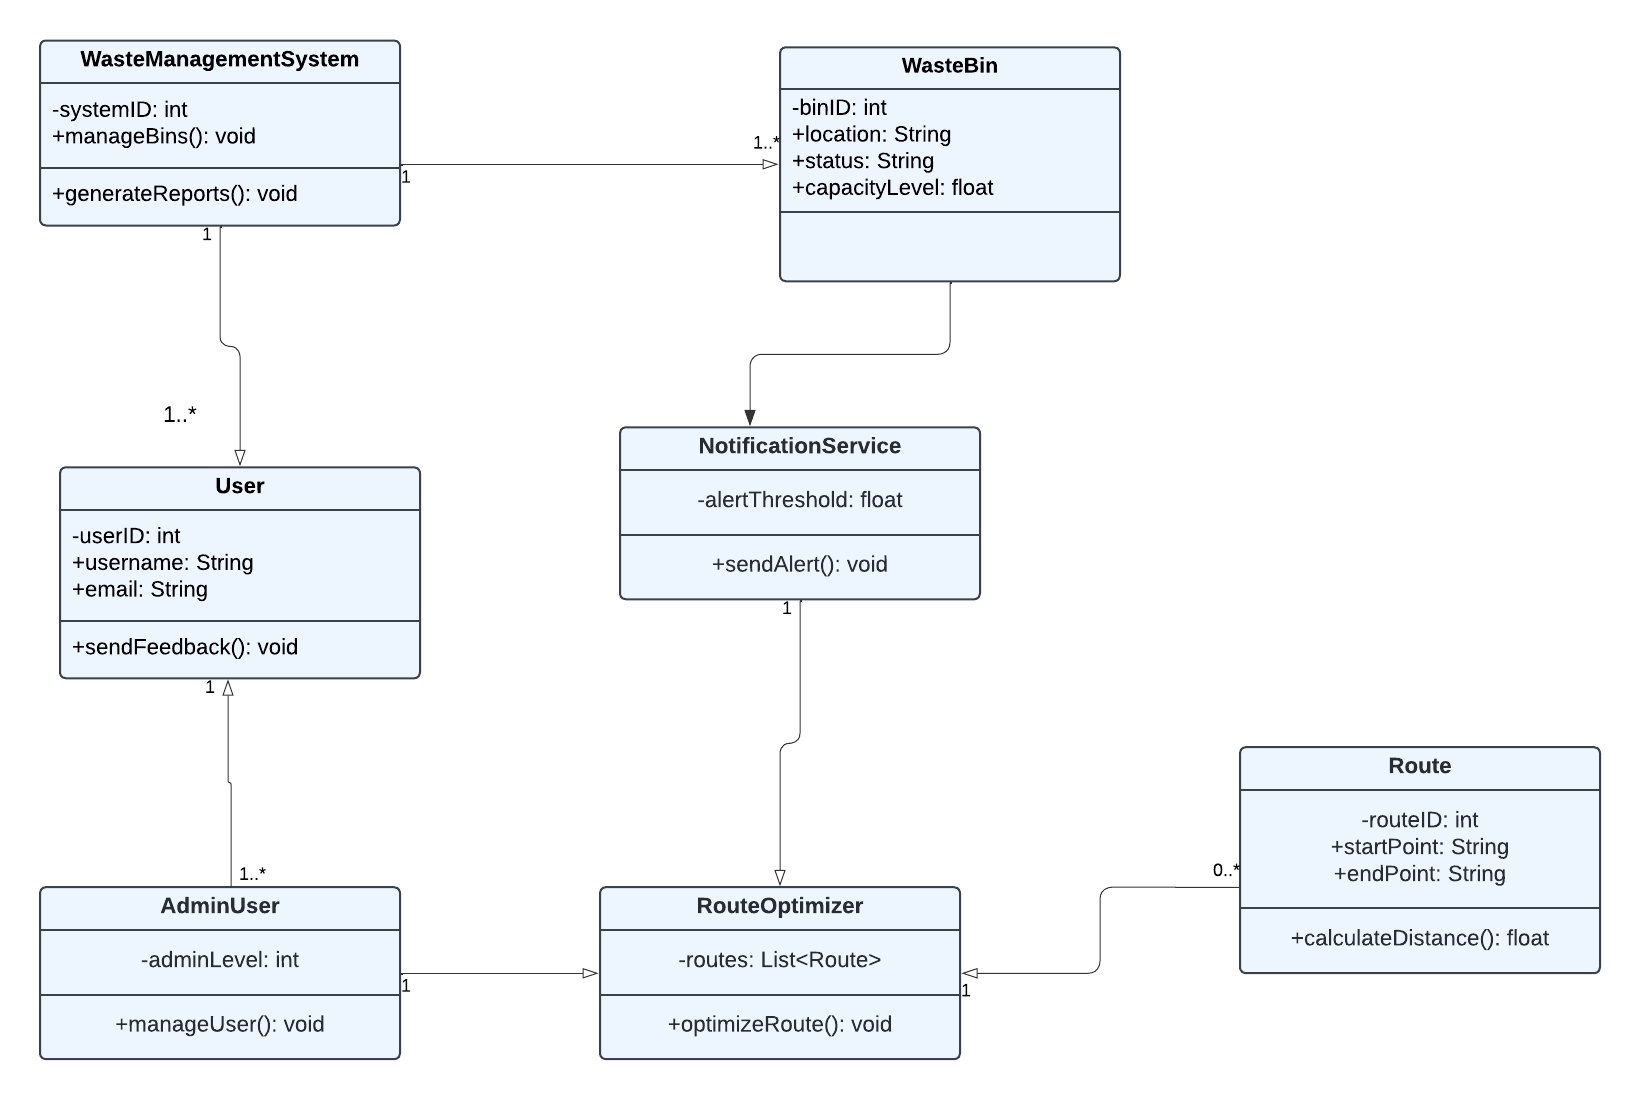 WasteManagementSystem
-systemID: int
+manageBins(): void
+generateReports(): void
1
1
1..*
WasteBin
-binID: int
+location: String
+status: String
+capacityLevel: float
1..*
User
-userID: int
+username: String
+email: String
+sendFeedback(): void
1
NotificationService
-alertThreshold: float
+sendAlert(): void
1
1..*
AdminUser
-adminLevel: int
+manageUser(): void
1
RouteOptimizer
-routes: List<Route>
+optimizeRoute(): void
1
Route
-routeID: int
+startPoint: String
+endPoint: String
+calculateDistance(): float
0..*